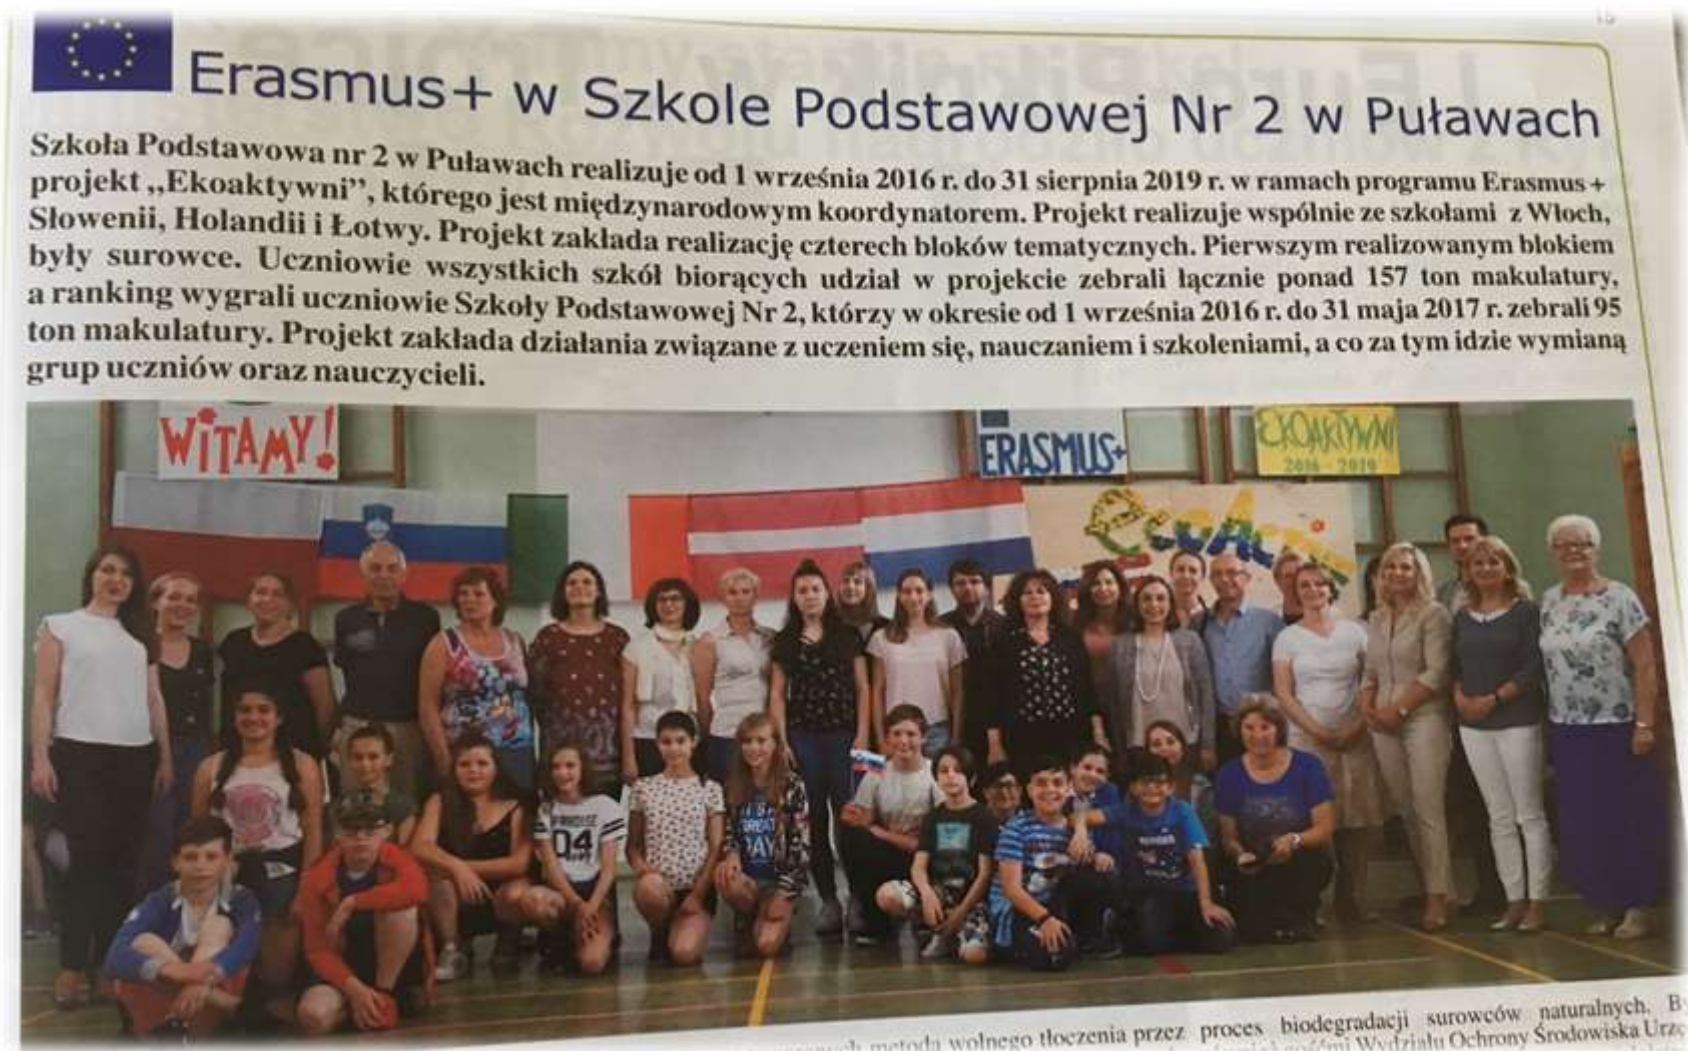 15
Erasmus+ w Szkole Podstawowej Nr 2 w Puławach
Szkoła Podstawowa nr 2 w Puławach realizuje od 1 września 2016 r. do 31 sierpnia 2019 r. w ramach programu Erasmus+
projekt „Ekoaktywni”, którego jest międzynarodowym koordynatorem. Projekt realizuje wspólnie ze szkołami z Włoch,
Słowenii, Holandii i Łotwy. Projekt zakłada realizację czterech bloków tematycznych. Pierwszym realizowanym blokiem
były surowce. Uczniowie wszystkich szkół biorących udział w projekcie zebrali łącznie ponad 157 ton makulatury,
a ranking wygrali uczniowie Szkoły Podstawowej Nr 2, którzy w okresie od 1 września 2016 r. do 31 maja 2017 r. zebrali 95
ton makulatury. Projekt zakłada działania związane z uczeniem się, nauczaniem i szkoleniami, a co za tym idzie wymianą
grup uczniów oraz nauczycieli.
WiTAMY!
ERASMUS+
EKOAKTYWNI
2016 - 2019
04
metodą wolnego tłoczenia przez proces biodegradacji surowców naturalnych.
Wydziału Ochrony Środowiska